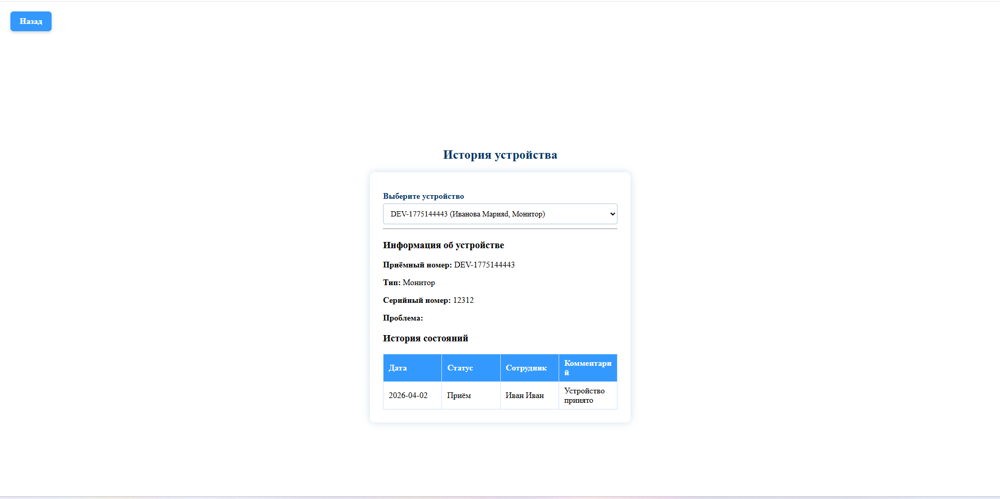 Назад
История устройства
Выберите устройство
DEV-1775144443 (Иванова Марияd, Монитор)
Информация об устройстве
Приёмный номер: DEV-1775144443
Тип: Монитор
Серийный номер: 12312
Проблема:
История состояний
Дата Статус Сотрудник Комментари
й
2026-04-02 Приём Иван Иван Устройство
принято